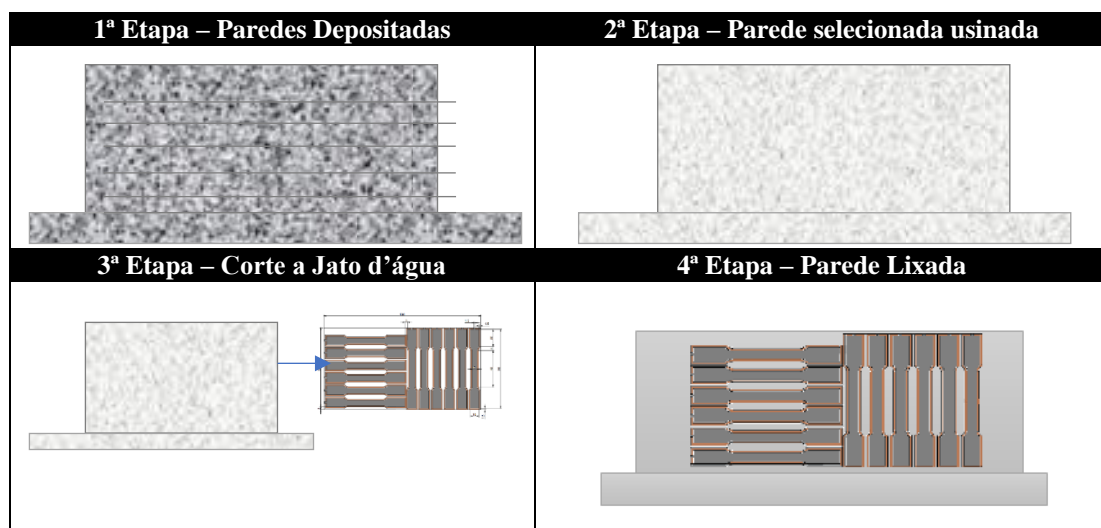 1ª Etapa – Paredes Depositadas
2ª Etapa – Parede selecionada usinada
3ª Etapa – Corte a Jato d’água
4ª Etapa – Parede Lixada